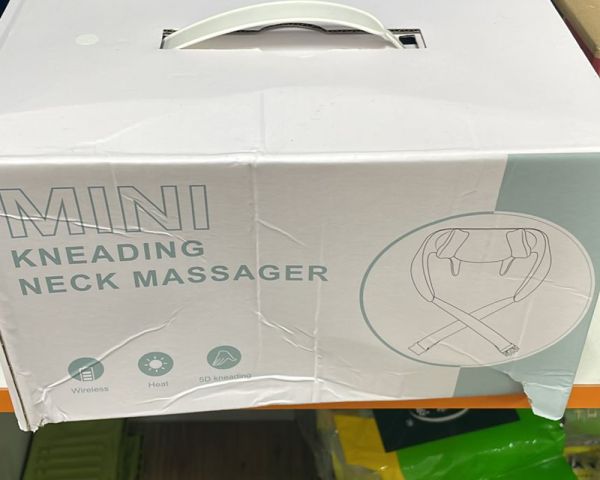 MINI
KNEADING
NECK MASSAGER
Wireless
Heat
5D kneading